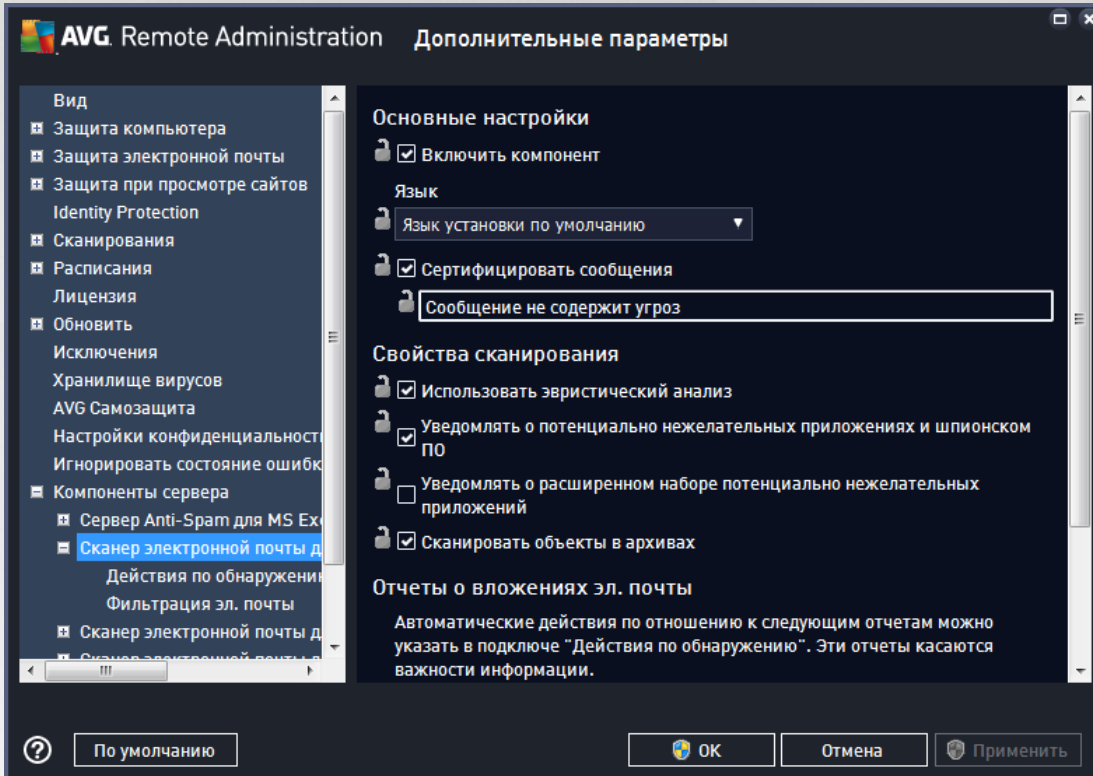 AVG. Remote Administration Дополнительные параметры
Вид
Защита компьютера
Защита электронной почты
Защита при просмотре сайтов
Identity Protection
Сканирования
Расписания
Лицензия
Обновить
Исключения
Хранилище вирусов
AVG Самозащита
Настройки конфиденциальност
Игнорировать состояние ошибк
Компоненты сервера
Сервер Anti-Spam для MS Ex
Сканер электронной почты д
Действия по обнаружени
Фильтрация эл. почты
Сканер электронной почты д
Сканер электронной почты д
Основные настройки
Включить компонент
Язык
Язык установки по умолчанию
Сертифицировать сообщения
Сообщение не содержит угроз
Свойства сканирования
Использовать эвристический анализ
Уведомлять о потенциально нежелательных приложениях и шпионском
ПО
Уведомлять о расширенном наборе потенциально нежелательных
приложений
Сканировать объекты в архивах
Отчеты о вложениях эл. почты
Автоматические действия по отношению к следующим отчетам можно
указать в подключе "Действия по обнаружению". Эти отчеты касаются
важности информации.
По умолчанию
OK
Отмена
Применить